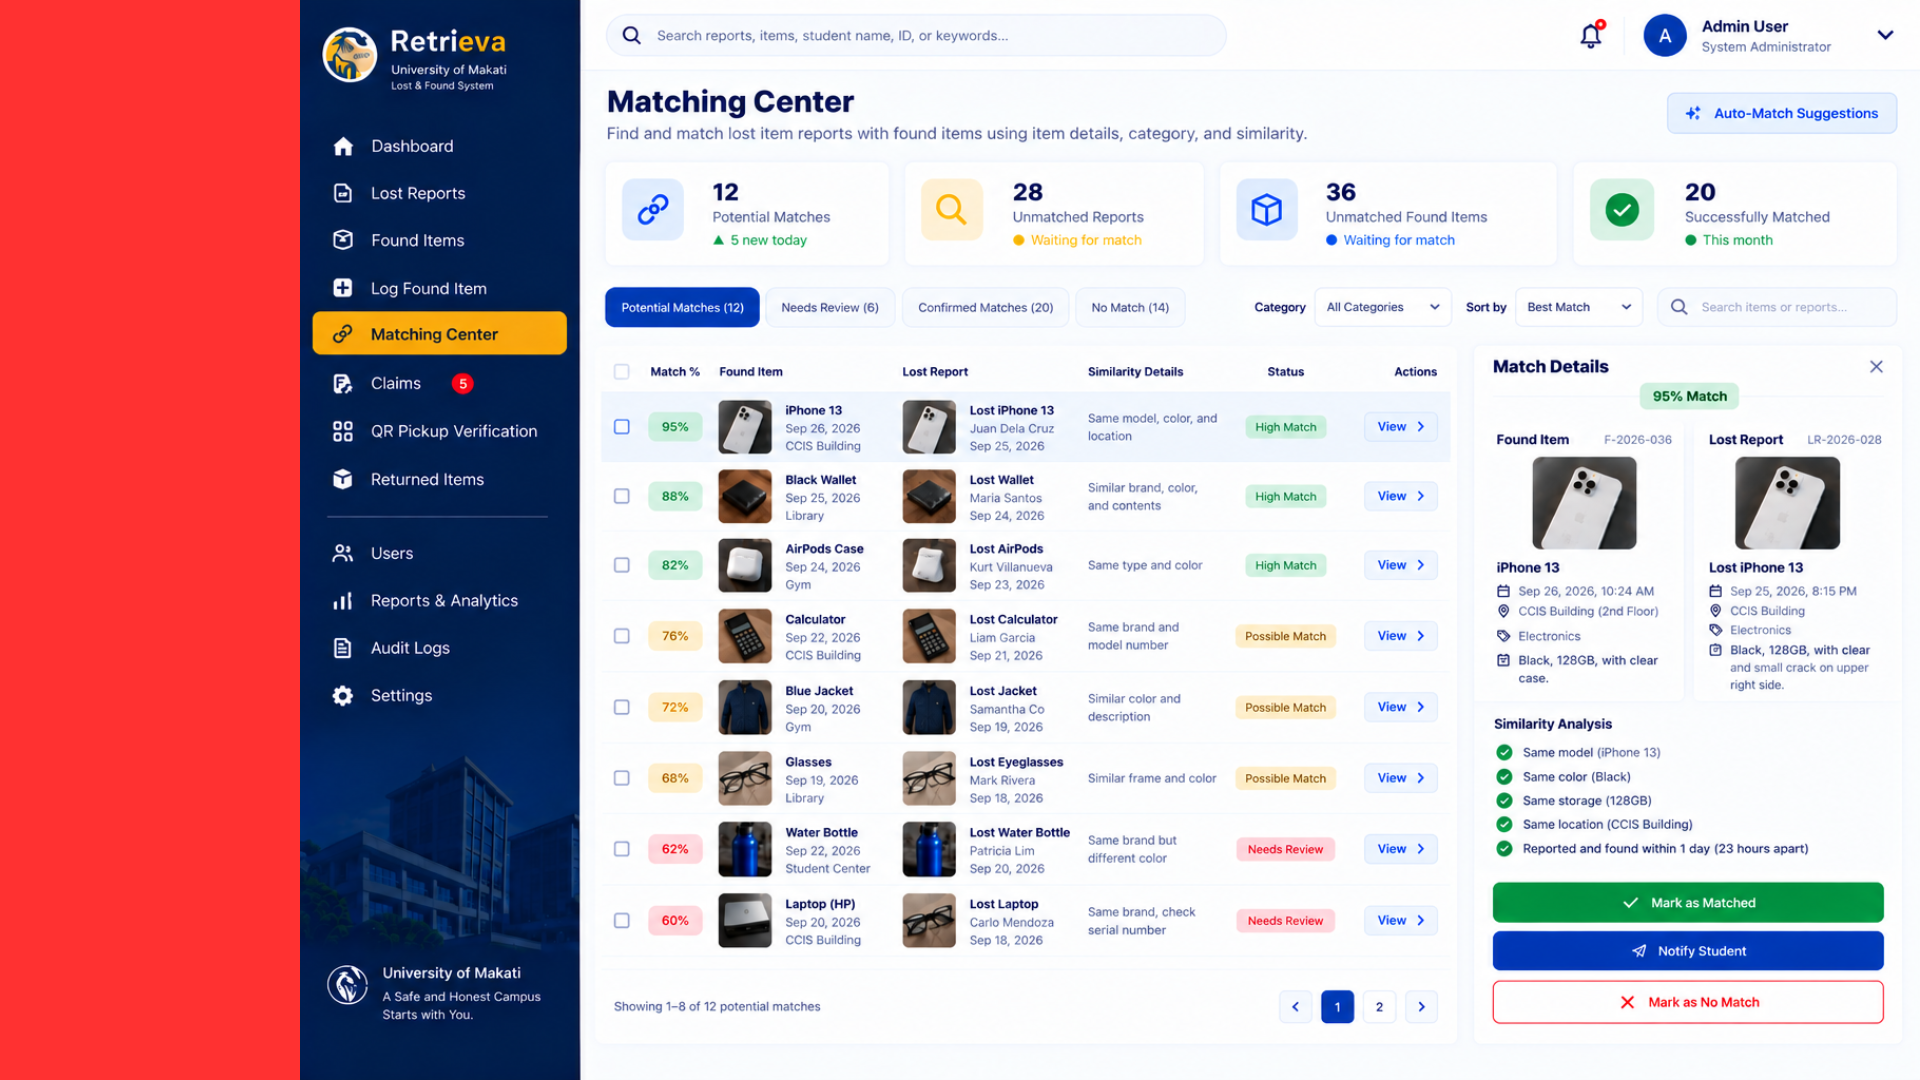 Retrieva
University of Makati
Lost & Found System
Dashboard
Lost Reports
Found Items
Log Found Item
Matching Center
Claims 5
QR Pickup Verification
Returned Items
Users
Reports & Analytics
Audit Logs
Settings
University of Makati
A Safe and Honest Campus
Starts with You.
Search reports, items, student name, ID, or keywords...
A
Admin User
System Administrator
Matching Center
Find and match lost item reports with found items using item details, category, and similarity.
Auto-Match Suggestions
12
Potential Matches
5 new today
28
Unmatched Reports
Waiting for match
36
Unmatched Found Items
Waiting for match
20
Successfully Matched
This month
Potential Matches (12) Needs Review (6) Confirmed Matches (20) No Match (14)
Category All Categories Sort by Best Match Search items or reports...
Match % Found Item Lost Report Similarity Details Status Actions
95%
iPhone 13
Sep 26, 2026
CCIS Building
Lost iPhone 13
Juan Dela Cruz
Sep 25, 2026
Same model, color, and
location
High Match
View
88%
Black Wallet
Sep 25, 2026
Library
Lost Wallet
Maria Santos
Sep 24, 2026
Similar brand, color,
and contents
High Match
View
82%
AirPods Case
Sep 24, 2026
Gym
Lost AirPods
Kurt Villanueva
Sep 23, 2026
Same type and color
High Match
View
76%
Calculator
Sep 22, 2026
CCIS Building
Lost Calculator
Liam Garcia
Sep 21, 2026
Same brand and
model number
Possible Match
View
72%
Blue Jacket
Sep 20, 2026
Gym
Lost Jacket
Samantha Co
Sep 19, 2026
Similar color and
description
Possible Match
View
68%
Glasses
Sep 19, 2026
Library
Lost Eyeglasses
Mark Rivera
Sep 18, 2026
Similar frame and color
Possible Match
View
62%
Water Bottle
Sep 22, 2026
Student Center
Lost Water Bottle
Patricia Lim
Sep 20, 2026
Same brand but
different color
Needs Review
View
60%
Laptop (HP)
Sep 20, 2026
CCIS Building
Lost Laptop
Carlo Mendoza
Sep 18, 2026
Same brand, check
serial number
Needs Review
View
Showing 1–8 of 12 potential matches
1 2
Match Details
95% Match
Found Item F-2026-036
iPhone 13
Sep 26, 2026, 10:24 AM
CCIS Building (2nd Floor)
Electronics
Black, 128GB, with clear
case.
Lost Report LR-2026-028
Lost iPhone 13
Sep 25, 2026, 8:15 PM
CCIS Building
Electronics
Black, 128GB, with clear
and small crack on upper
right side.
Similarity Analysis
Same model (iPhone 13)
Same color (Black)
Same storage (128GB)
Same location (CCIS Building)
Reported and found within 1 day (23 hours apart)
Mark as Matched
Notify Student
Mark as No Match